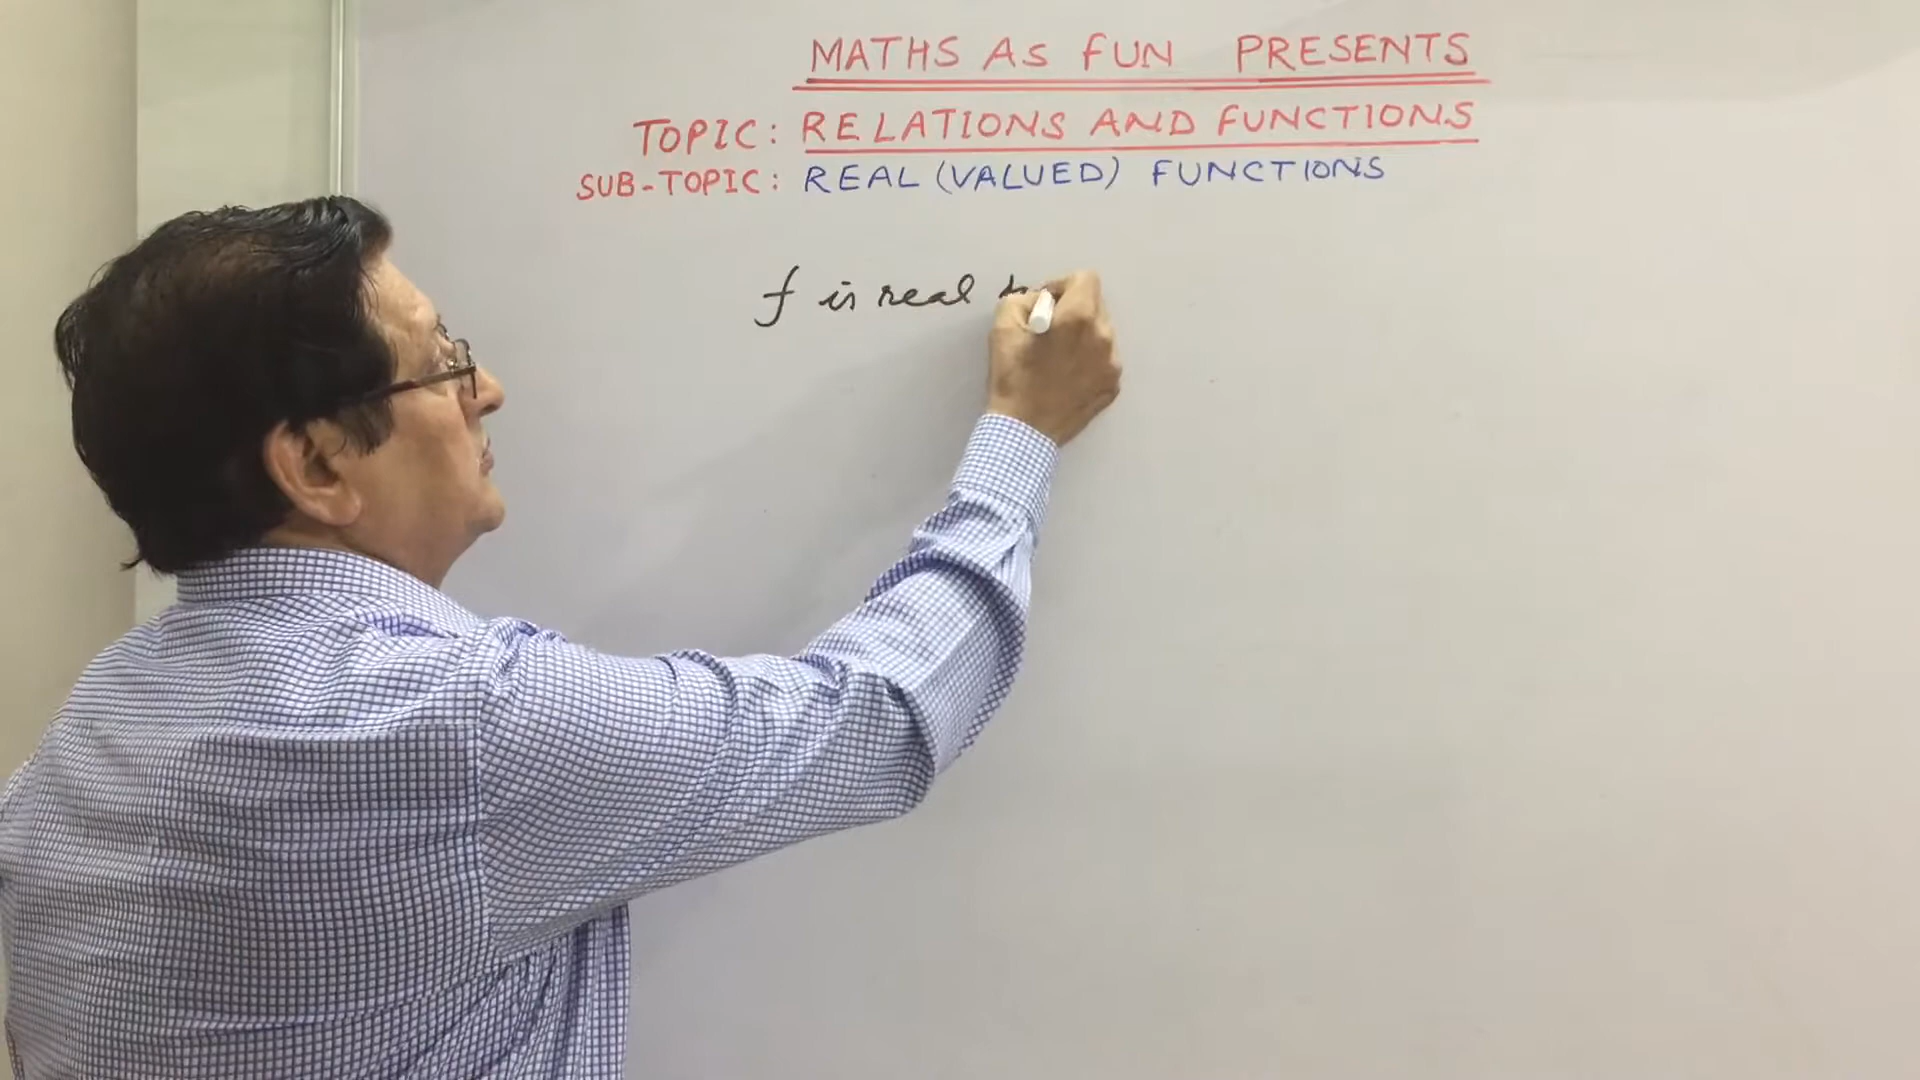 MATHS AS FUN PRESENTS
TOPIC: RELATIONS AND FUNCTIONS
SUB-TOPIC: REAL (VALUED) FUNCTIONS
f is real